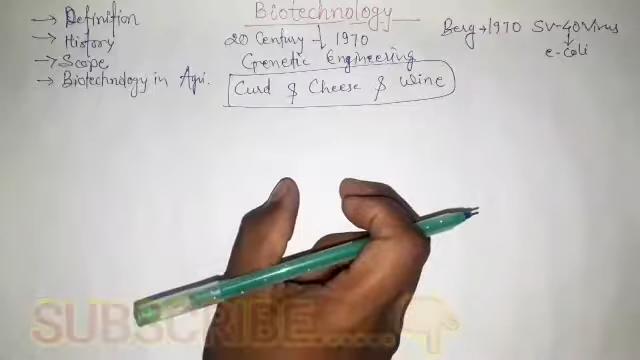 Biotechnology
→ Definition
→ History
→ Scope
→ Biotechnology in Agri.
20 Century → 1970
Genetic Engineering
Curd & Cheese & Wine
Berg → 1970 SV-40 Virus
e-Coli
SUBSCRIBE......